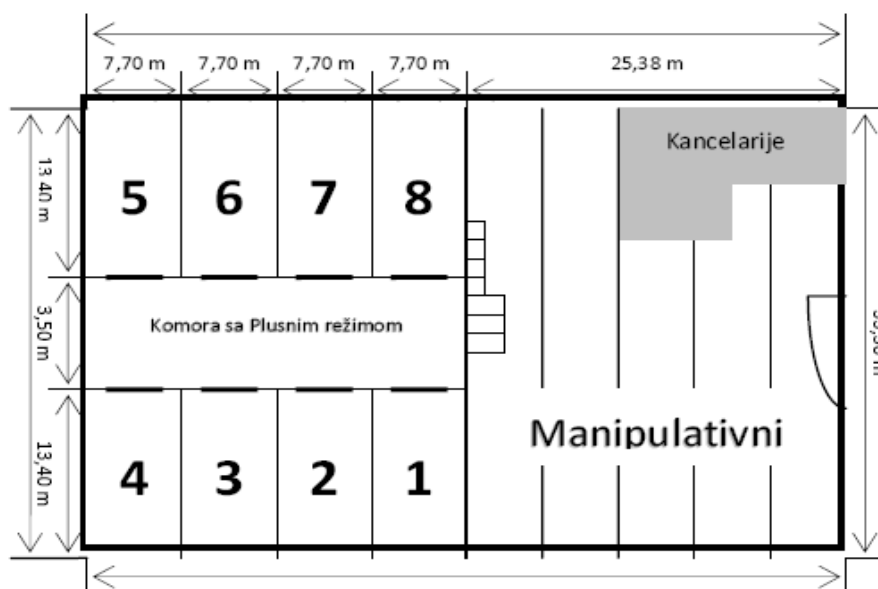 7,70 m 7,70 m 7,70 m 7,70 m 25,38 m
Kancelarije
13,40 m
5 6 7 8
3,50 m
Komora sa Plusnim režimom
Manipulativni
13,40 m
4 3 2 1